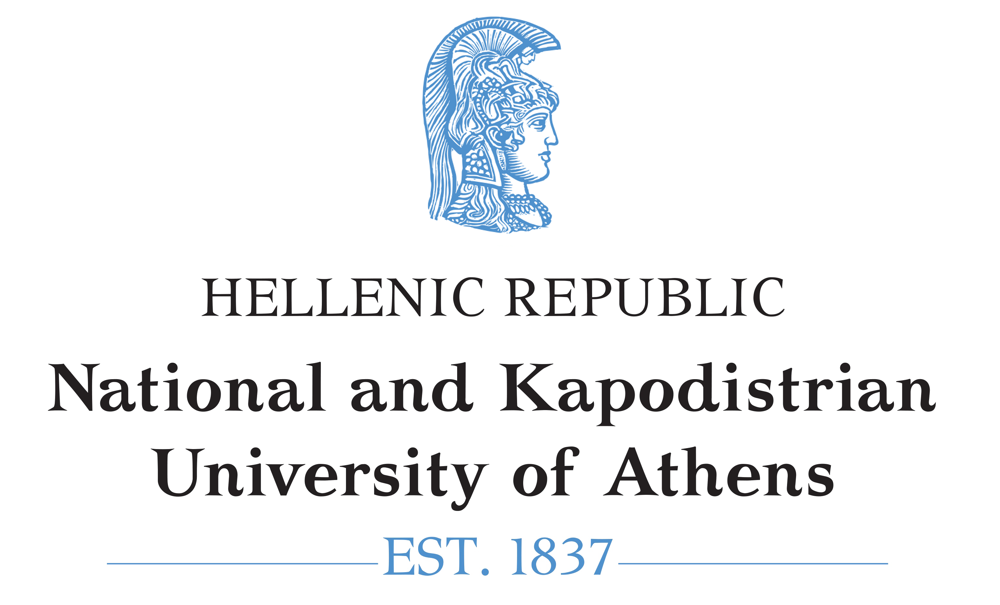 HELLENIC REPUBLIC
National and Kapodistrian
University of Athens
EST. 1837